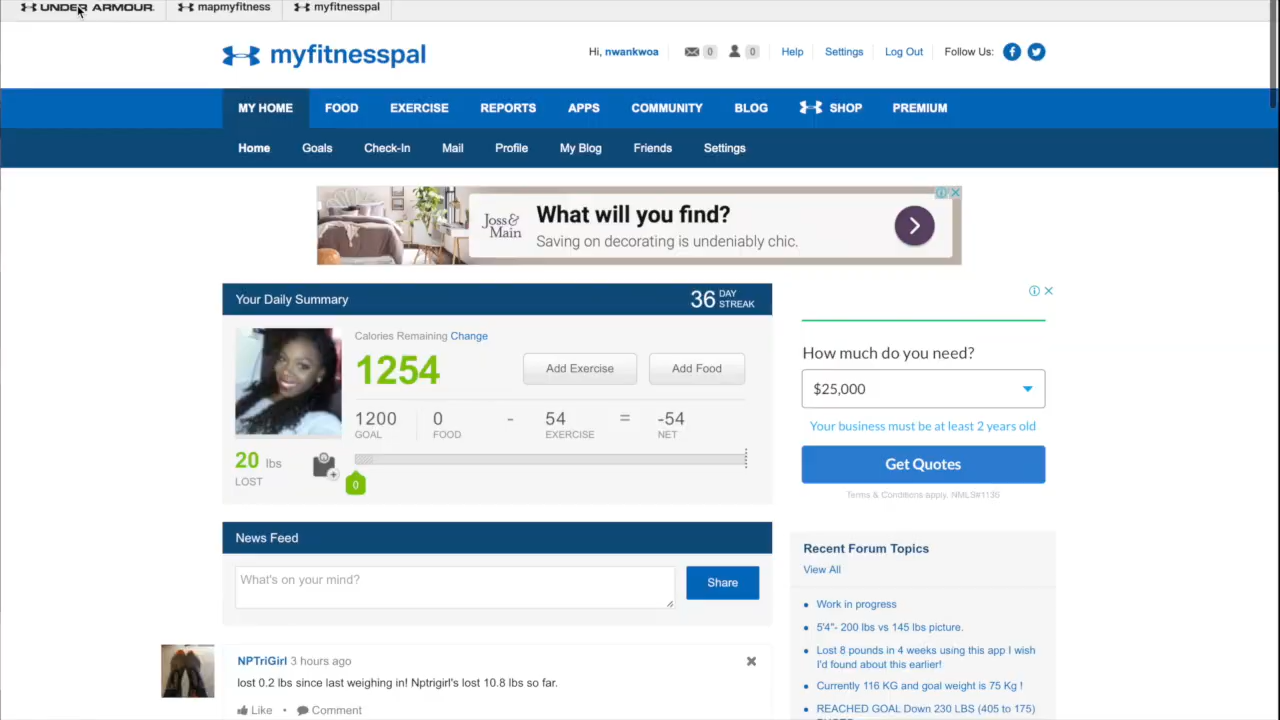 UNDER ARMOUR.
mapmyfitness
myfitnesspal
myfitnesspal
Hi, nwankwoa
0
0
Help
Settings
Log Out
Follow Us:
MY HOME
FOOD
EXERCISE
REPORTS
APPS
COMMUNITY
BLOG
SHOP
PREMIUM
Home
Goals
Check-In
Mail
Profile
My Blog
Friends
Settings
Joss&
Main
What will you find?
Saving on decorating is undeniably chic.
Your Daily Summary
36 DAY
STREAK
Calories Remaining Change
1254
Add Exercise
Add Food
1200
GOAL
0
FOOD
-
54
EXERCISE
=
-54
NET
20 lbs
LOST
0
How much do you need?
$25,000
Your business must be at least 2 years old
Get Quotes
Terms & Conditions apply. NMLS#1136
News Feed
What's on your mind?
Share
NPTriGirl 3 hours ago
lost 0.2 lbs since last weighing in! Nptrigirl's lost 10.8 lbs so far.
Like • Comment
Recent Forum Topics
View All
Work in progress
5'4"- 200 lbs vs 145 lbs picture.
Lost 8 pounds in 4 weeks using this app I wish
I'd found about this earlier!
Currently 116 KG and goal weight is 75 Kg !
REACHED GOAL Down 230 LBS (405 to 175)